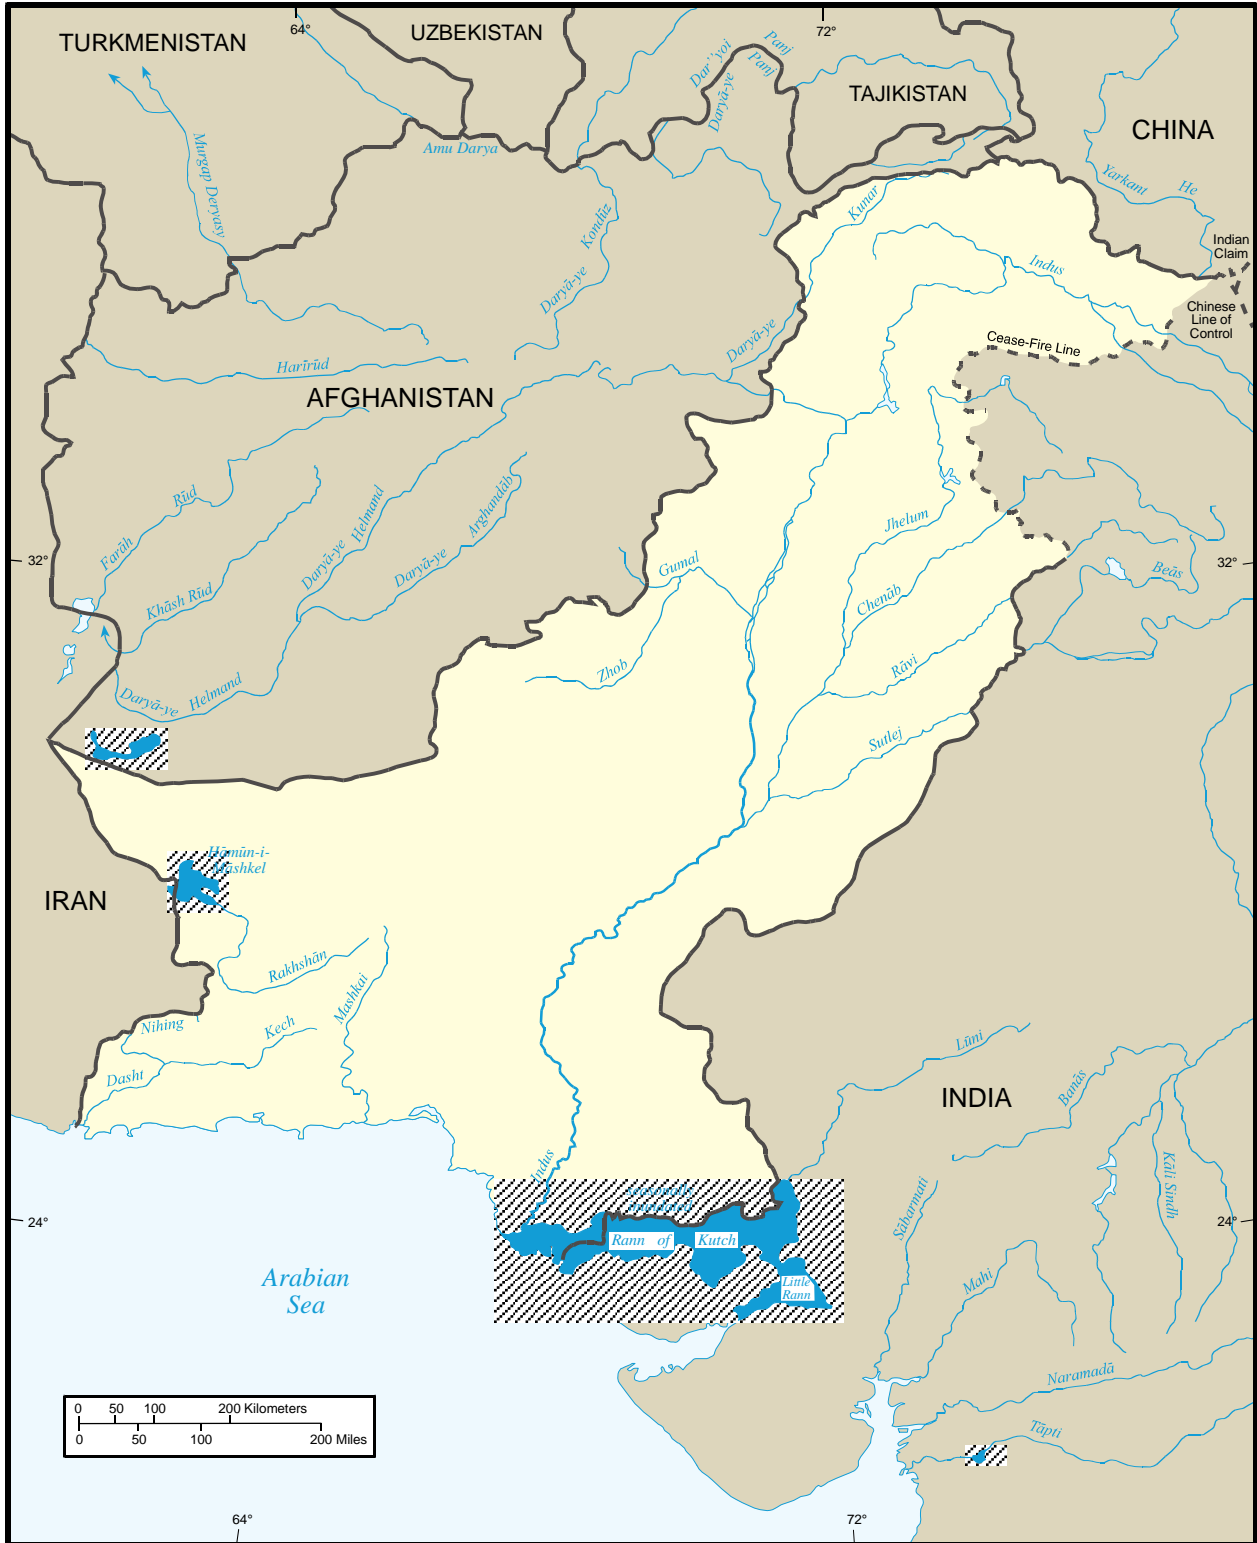 64°
72°
TURKMENISTAN
UZBEKISTAN
Dar''yoi
Panj
Daryā-ye
Panj
TAJIKISTAN
CHINA
Murgap Deryasy
Amu Darya
Yarkant
He
Kunar
Daryā-ye
Kondūz
Indian
Claim
Indus
Chinese
Line of
Control
Daryā-ye
Cease-Fire Line
Harīrūd
AFGHANISTAN
Farāh
Rūd
Daryā-ye
Helmand
Daryā-ye
Arghandāb
Jhelum
32°
32°
Gumal
Beās
Khāsh Rūd
Chenāb
Zhob
Rāvi
Daryā-ye
Helmand
Sutlej
Hāmūn-i-
Mashkel
IRAN
Rakhshān
Mashkai
Nihing
Kech
Dasht
Lūni
INDIA
Banās
Indus
seasonally
inundated
Kāli Sindh
Sābarmati
24°
24°
Rann of Kutch
Little
Rann
Mahi
Arabian
Sea
Naramadā
Tāpti
0 50 100 200 Kilometers
0 50 100 200 Miles
64°
72°